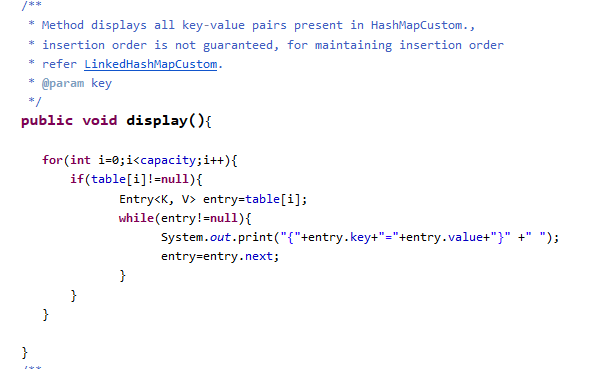 /**
 * Method displays all key-value pairs present in HashMapCustom.,
 * insertion order is not guaranteed, for maintaining insertion order
 * refer LinkedHashMapCustom.
 * @param key
 */
public void display(){
for(int i=0;i<capacity;i++){
if(table[i]!=null){
Entry<K, V> entry=table[i];
while(entry!=null){
System.out.print("{"+entry.key+"="+entry.value+"}" +" ");
entry=entry.next;
}
}
}
}
/**